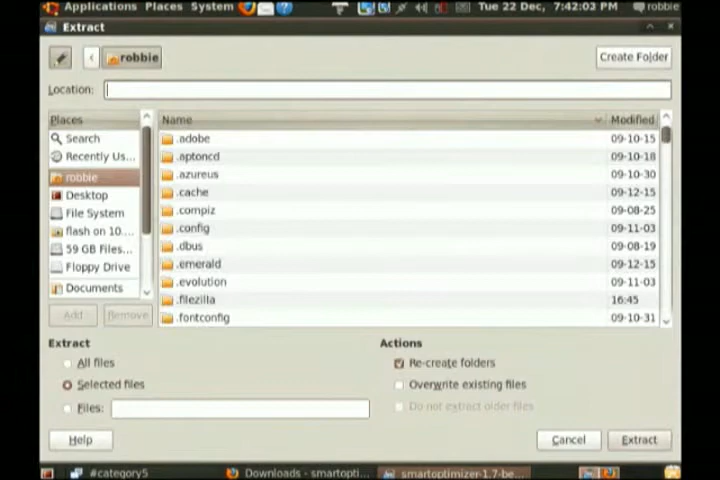 Applications Places System Tue 22 Dec, 7:42:03 PM robbie
Extract
robbie Create Folder
Location:
Places Name Modified
Search .adobe 09-10-15
Recently Us... .aptoncd 09-10-18
robbie .azureus 09-10-30
Desktop .cache 09-12-15
File System .compiz 09-08-25
flash on 10.... .config 09-11-03
59 GB Files... .dbus 09-08-19
Floppy Drive .emerald 09-12-15
Documents .evolution 09-11-03
.filezilla 16:45
.fontconfig 09-10-31
Add Remove
Extract Actions
All files Re-create folders
Selected files Overwrite existing files
Files: Do not extract older files
Help Cancel Extract
#category5 Downloads - smartopti... smartoptimizer-1.7-be...